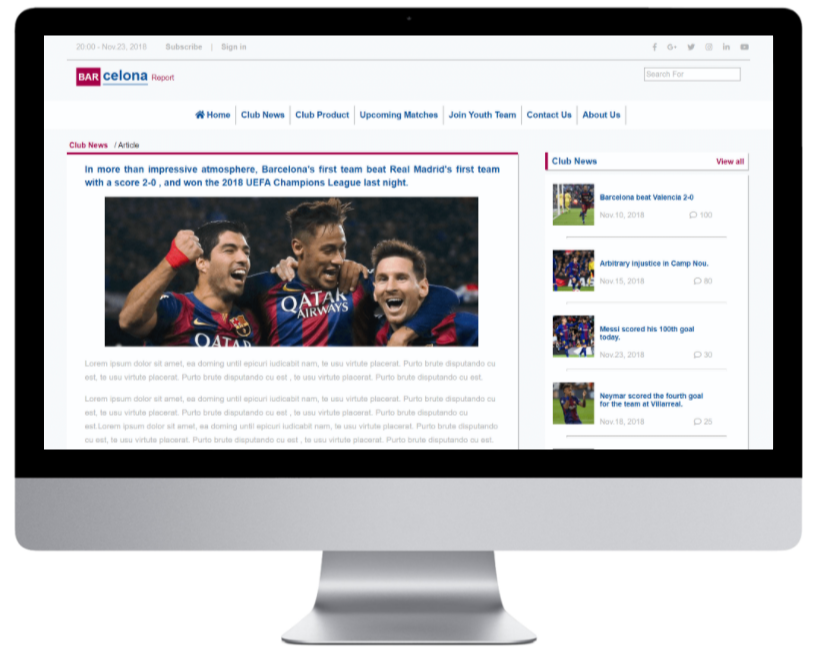 20:00 - Nov.23, 2018 Subscribe | Sign in
BAR celona Report
Search For
Home Club News Club Product Upcoming Matches Join Youth Team Contact Us About Us
Club News / Article
In more than impressive atmosphere, Barcelona's first team beat Real Madrid's first team
with a score 2-0 , and won the 2018 UEFA Champions League last night.
QATAR
QATAR
AIRWAYS
Lorem ipsum dolor sit amet, ea doming until epicuri iudicabit nam, te usu virtute placerat. Purto brute disputando cu
est, te usu virtute placerat. Purto brute disputando cu est , te usu virtute placerat. Purto brute disputando cu est.
Lorem ipsum dolor sit amet, ea doming until epicuri iudicabit nam, te usu virtute placerat. Purto brute disputando cu
est, te usu virtute placerat. Purto brute disputando cu est , te usu virtute placerat. Purto brute disputando cu
est.Lorem ipsum dolor sit amet, ea doming until epicuri iudicabit nam, te usu virtute placerat. Purto brute disputando
cu est, te usu virtute placerat. Purto brute disputando cu est , te usu virtute placerat. Purto brute disputando cu est.
Club News View all
Barcelona beat Valencia 2-0
Nov.10, 2018 100
Arbitrary injustice in Camp Nou.
Nov.15, 2018 80
Messi scored his 100th goal
today.
Nov.23, 2018 30
Neymar scored the fourth goal
for the team at Villarreal.
Nov.18, 2018 25